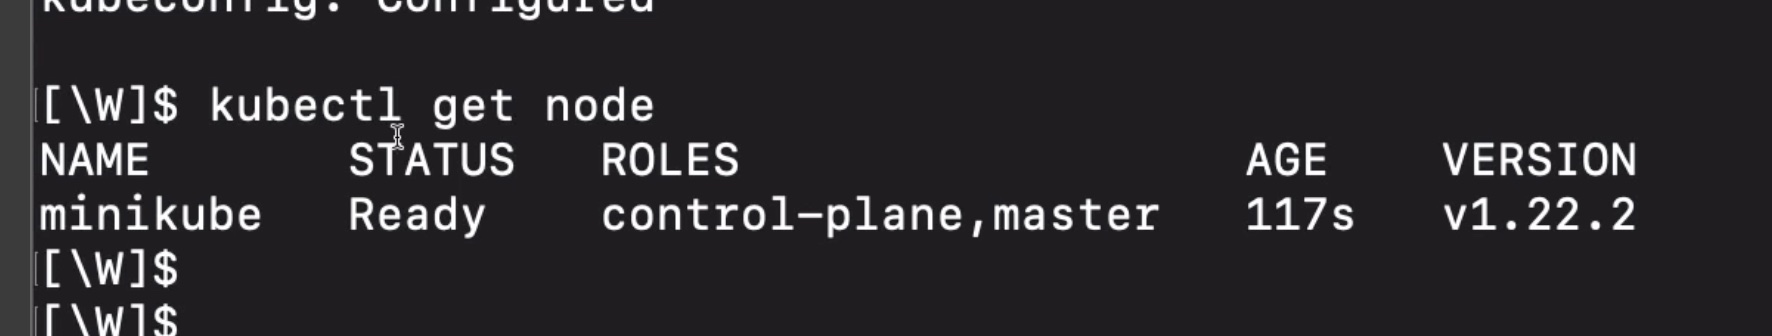 kubeconfig: Configured
[\W]$ kubectl get node
NAME       STATUS   ROLES                  AGE    VERSION
minikube   Ready    control-plane,master   117s   v1.22.2
[\W]$
[\W]$